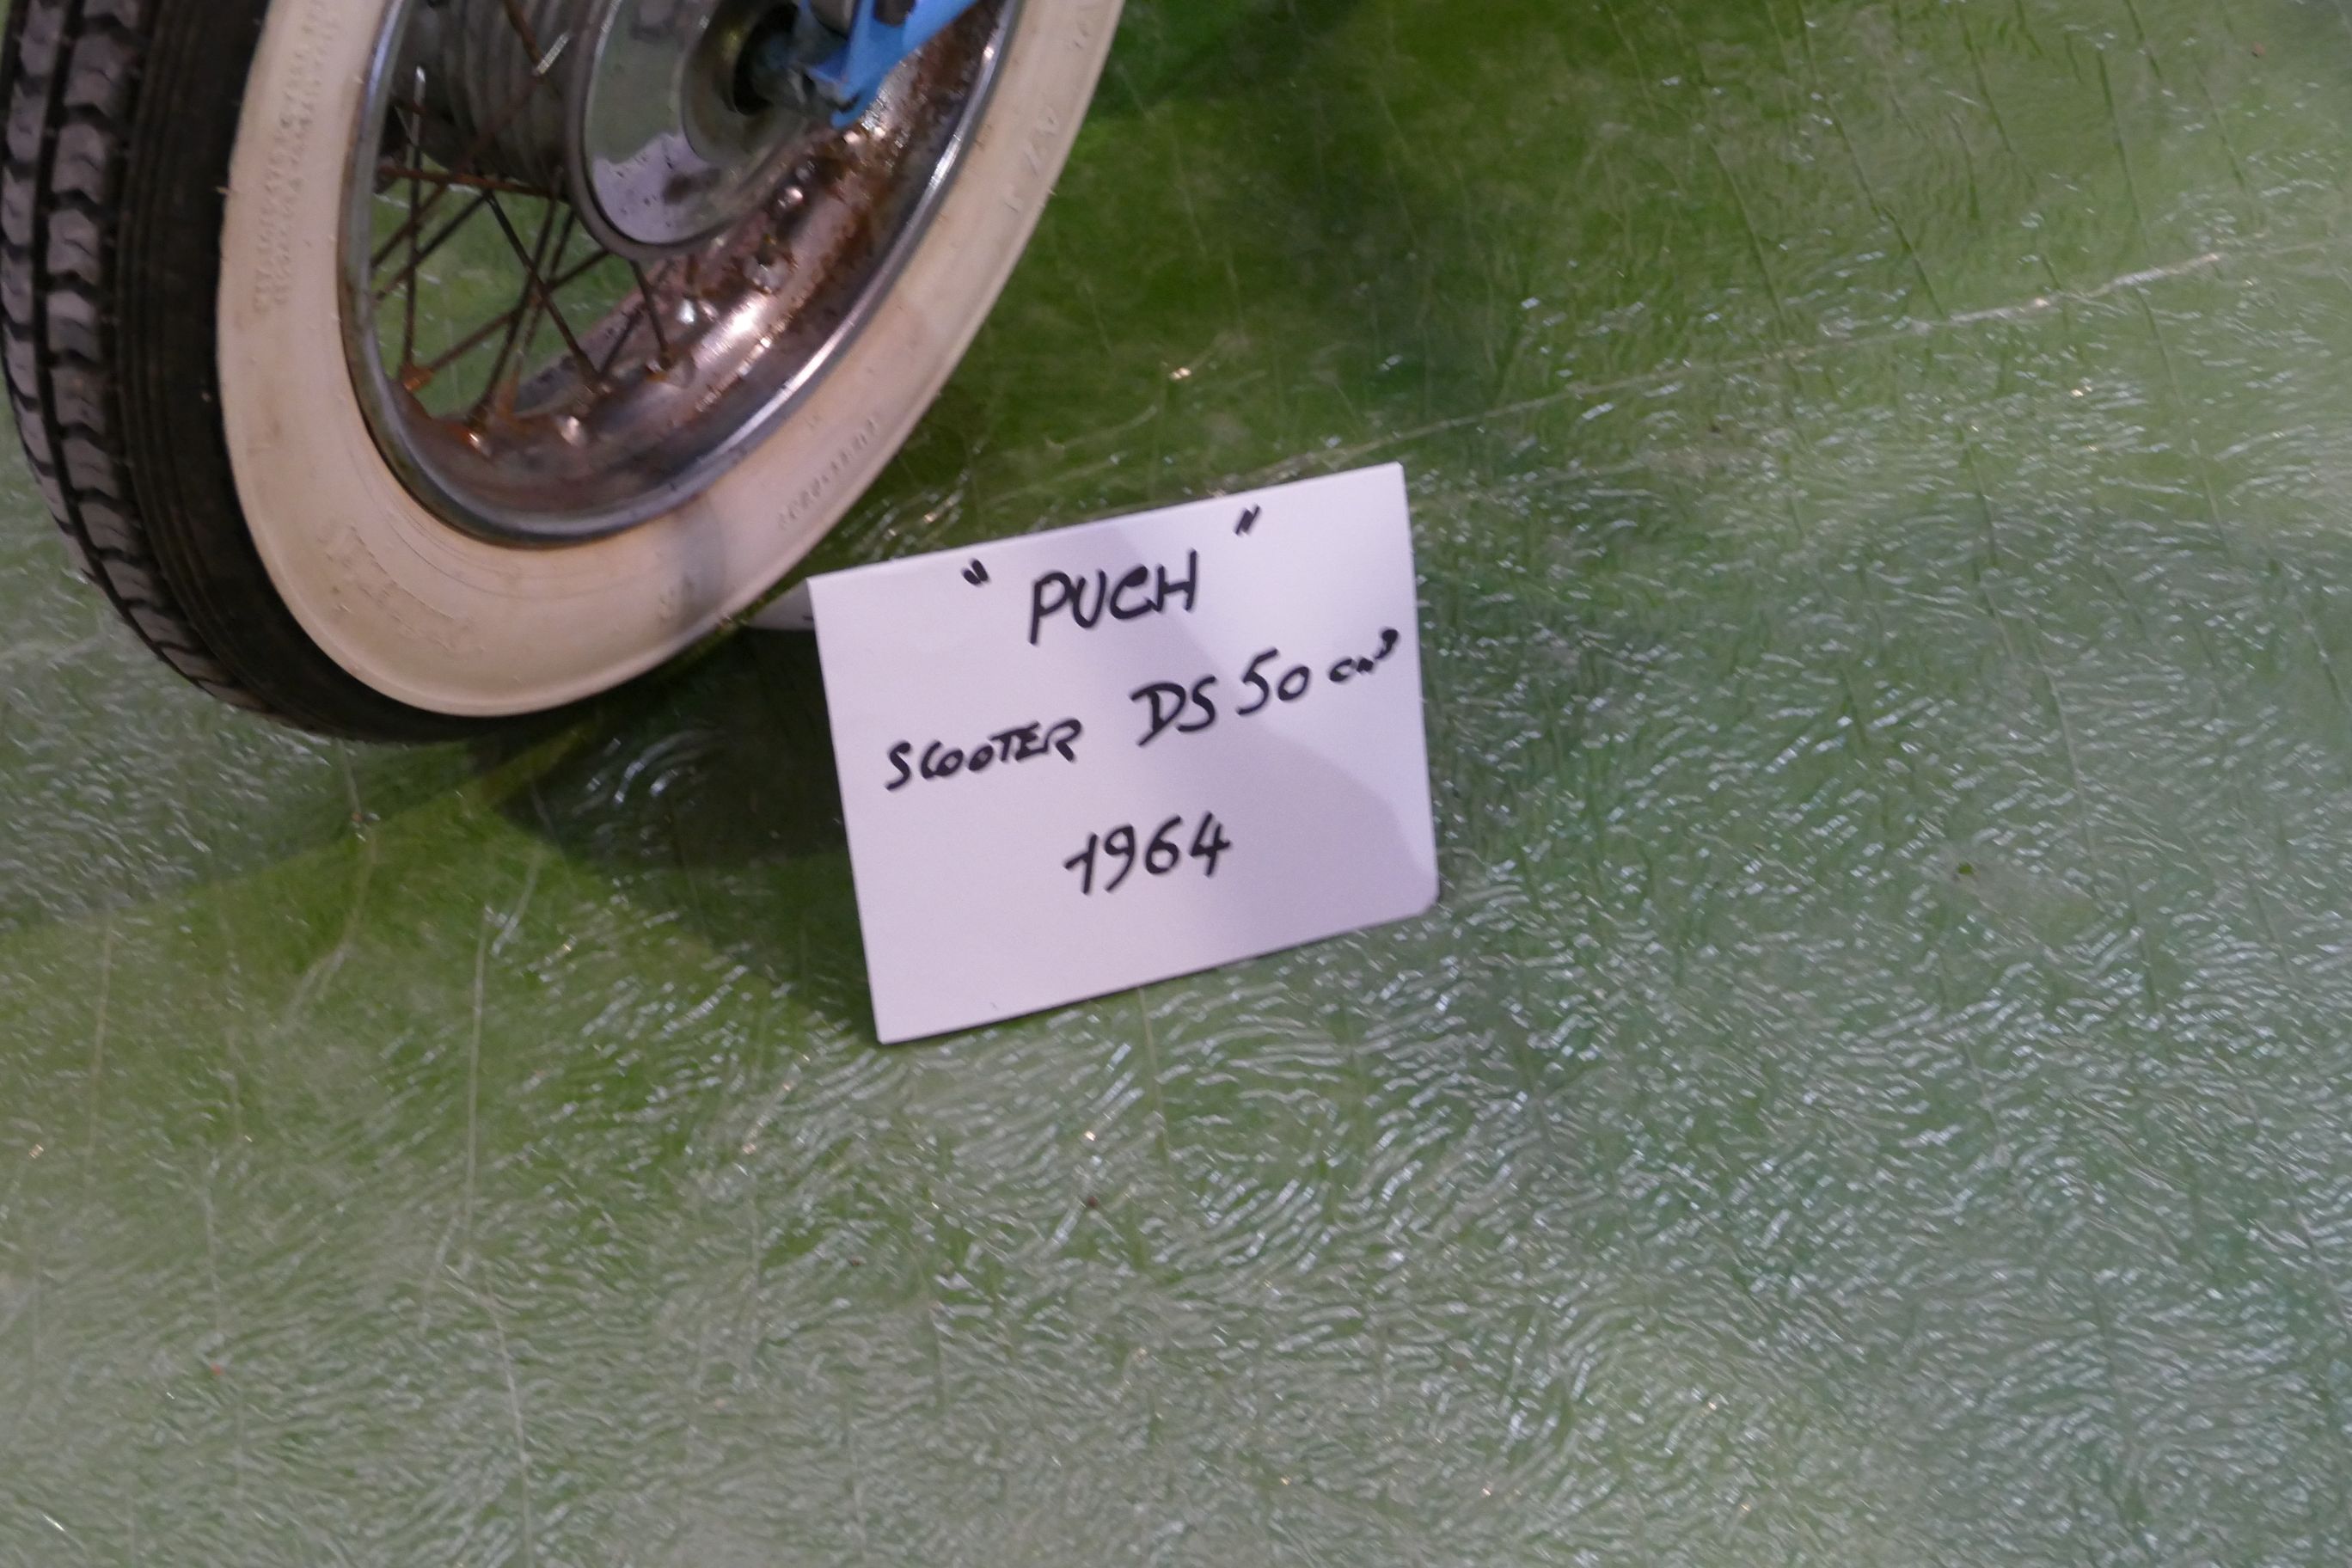 " PUCH "
SCOOTER DS 50 cm³
1964